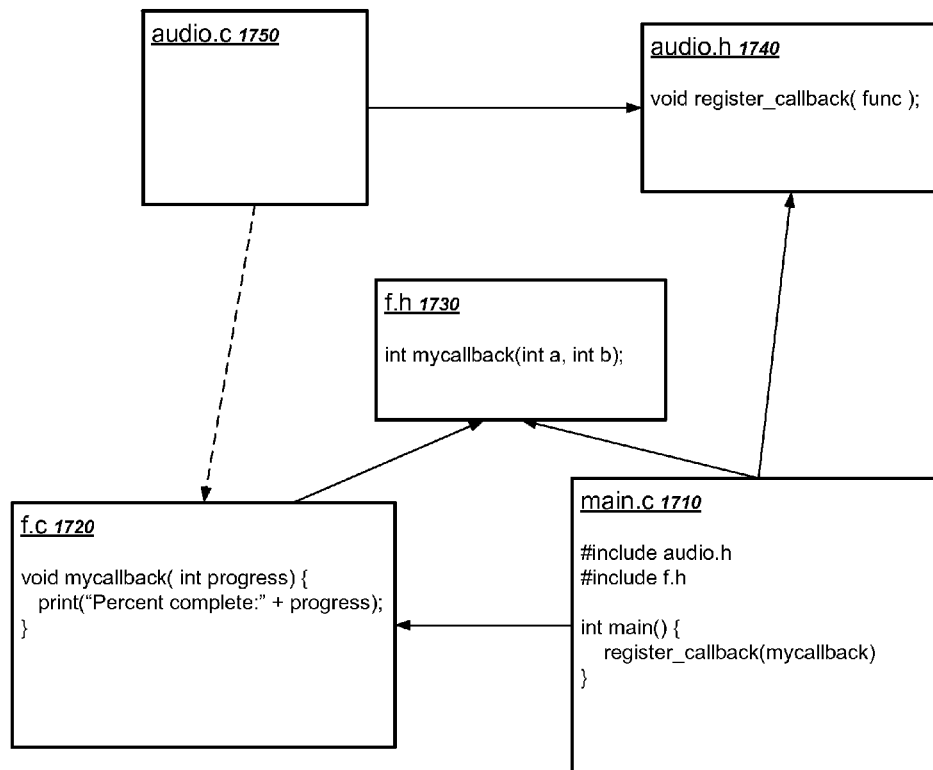 audio.c 1750
audio.h 1740
void register_callback( func );
f.h 1730
int mycallback(int a, int b);
f.c 1720
void mycallback( int progress) {
print(“Percent complete:” + progress);
}
main.c 1710
#include audio.h
#include f.h
int main() {
register_callback(mycallback)
}